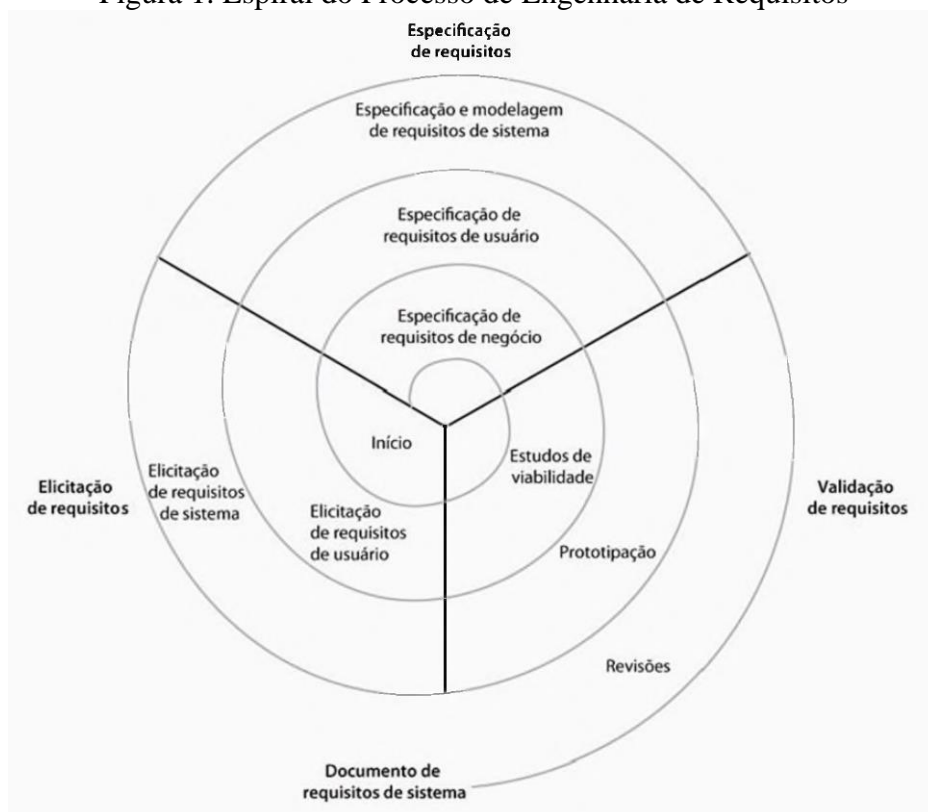 Figura 1: Espiral do Processo de Engenharia de Requisitos
Especificação
de requisitos
Especificação e modelagem
de requisitos de sistema
Especificação de
requisitos de usuário
Especificação de
requisitos de negócio
Início
Estudos de
viabilidade
Elicitação
de requisitos
Elicitação
de requisitos
de sistema
Elicitação
de requisitos
de usuário
Validação
de requisitos
Prototipação
Revisões
Documento de
requisitos de sistema